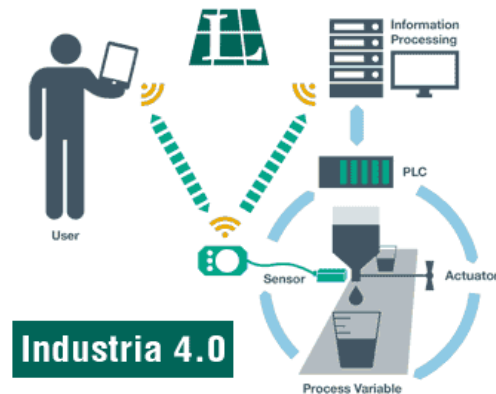 Information
Processing
PLC
User
Sensor
Actuator
Industria 4.0
Process Variable